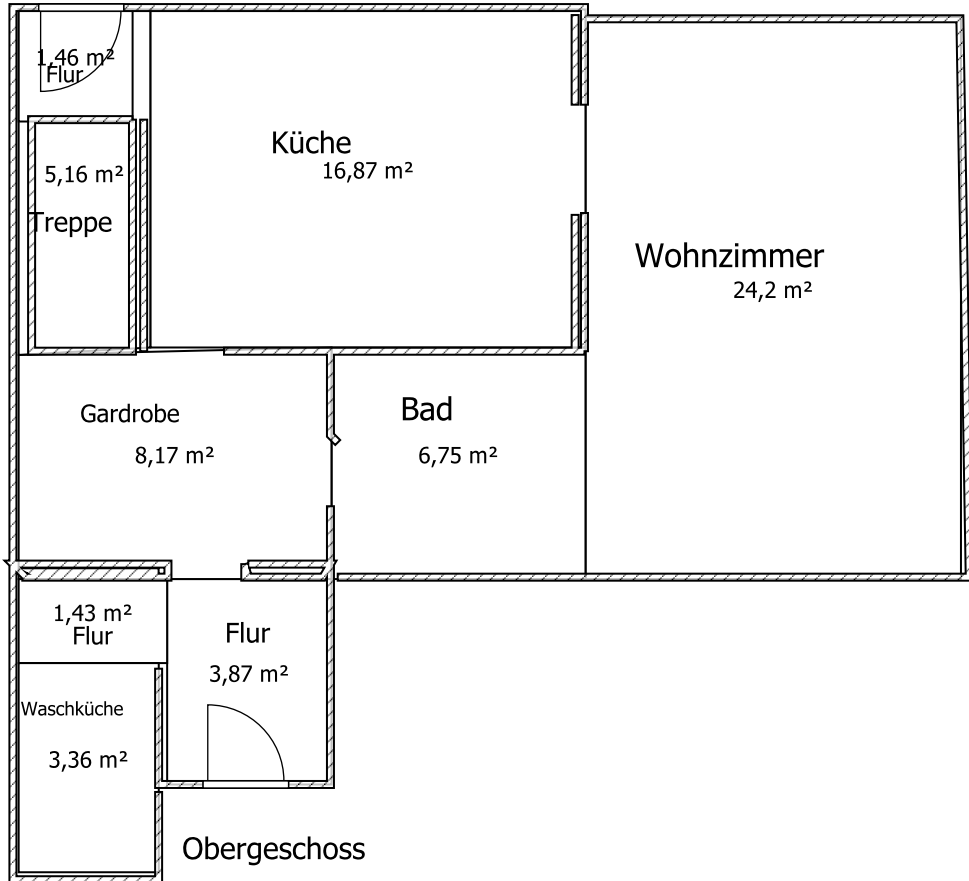 1,46 m²
Flur
Küche
16,87 m²
5,16 m²
Treppe
Wohnzimmer
24,2 m²
Gardrobe
8,17 m²
Bad
6,75 m²
1,43 m²
Flur
Flur
3,87 m²
Waschküche
3,36 m²
Obergeschoss